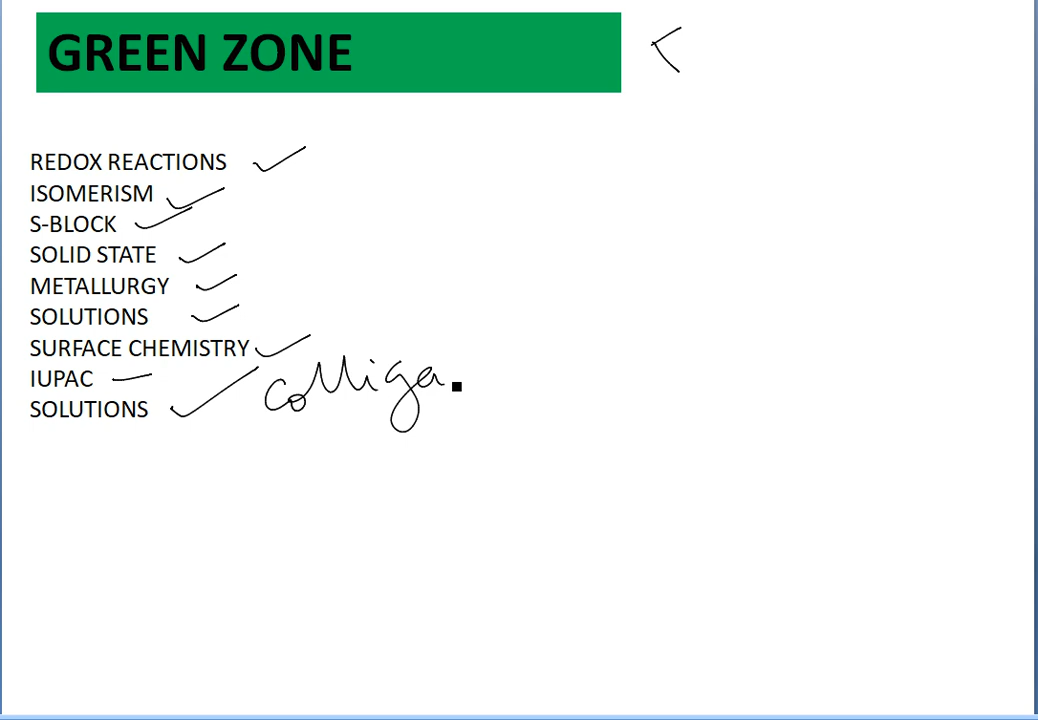 GREEN ZONE
REDOX REACTIONS
ISOMERISM
S-BLOCK
SOLID STATE
METALLURGY
SOLUTIONS
SURFACE CHEMISTRY
IUPAC
SOLUTIONS Colliga